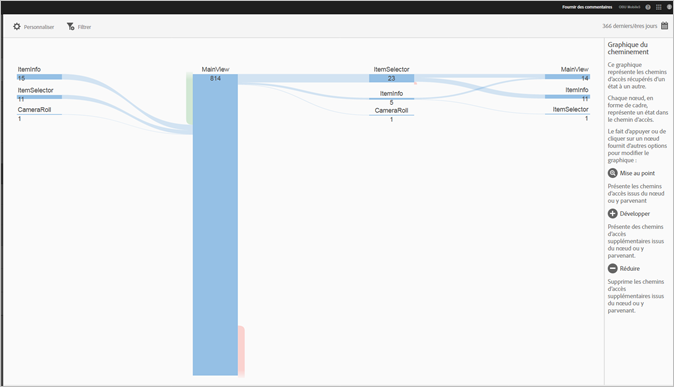 Fournir des commentaires
Personnaliser
Filtrer
366 derniers/ères jours
ItemInfo
15
ItemSelector
11
CameraRoll
1
MainView
814
ItemSelector
23
ItemInfo
5
CameraRoll
1
MainView
14
ItemInfo
11
ItemSelector
1
Graphique du
cheminement
Ce graphique
représente les chemins
d'accès récupérés d'un
état à un autre.
Chaque nœud, en
forme de cadre,
représente un état dans
le chemin d'accès.
Le fait d'appuyer ou de
cliquer sur un nœud
fournit d'autres options
pour modifier le
graphique :
Mise au point
Présente les chemins
d'accès issus du nœud
ou y parvenant
Développer
Présente des chemins
d'accès
supplémentaires issus
du nœud ou y
parvenant.
Réduire
Supprime les chemins
d'accès
supplémentaires issus
du nœud ou y
parvenant.